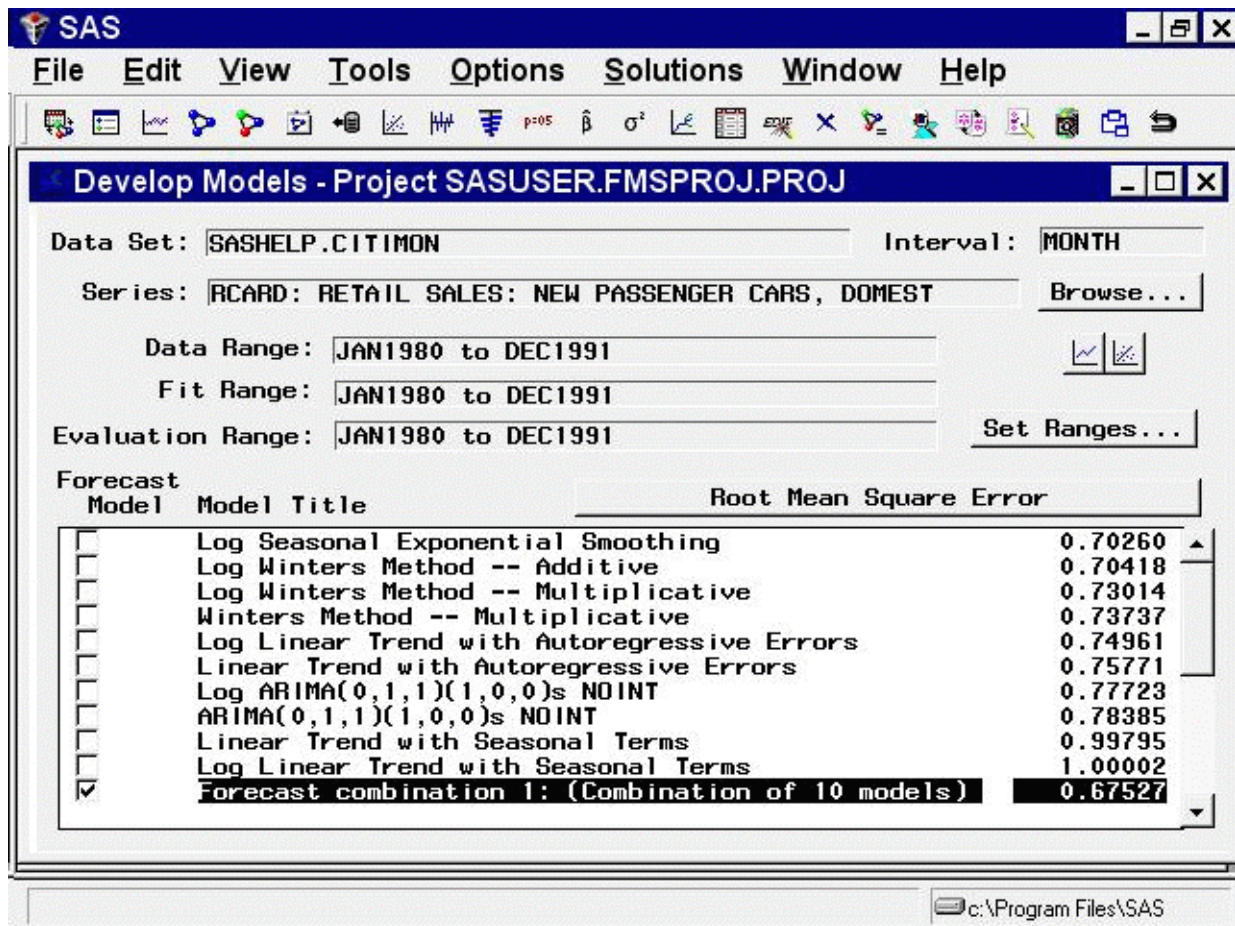 SAS
File Edit View Tools Options Solutions Window Help
p=05 β̂ σ² EDIT
Develop Models - Project SASUSER.FMSPROJ.PROJ
Data Set: SASHELP.CITIMON Interval: MONTH
Series: RCARD: RETAIL SALES: NEW PASSENGER CARS, DOMEST Browse...
Data Range: JAN1980 to DEC1991
Fit Range: JAN1980 to DEC1991
Evaluation Range: JAN1980 to DEC1991 Set Ranges...
Forecast
Model Model Title Root Mean Square Error
Log Seasonal Exponential Smoothing 0.70260
Log Winters Method -- Additive 0.70418
Log Winters Method -- Multiplicative 0.73014
Winters Method -- Multiplicative 0.73737
Log Linear Trend with Autoregressive Errors 0.74961
Linear Trend with Autoregressive Errors 0.75771
Log ARIMA(0,1,1)(1,0,0)s NOINT 0.77723
ARIMA(0,1,1)(1,0,0)s NOINT 0.78385
Linear Trend with Seasonal Terms 0.99795
Log Linear Trend with Seasonal Terms 1.00002
Forecast combination 1: (Combination of 10 models) 0.67527
c:\Program Files\SAS